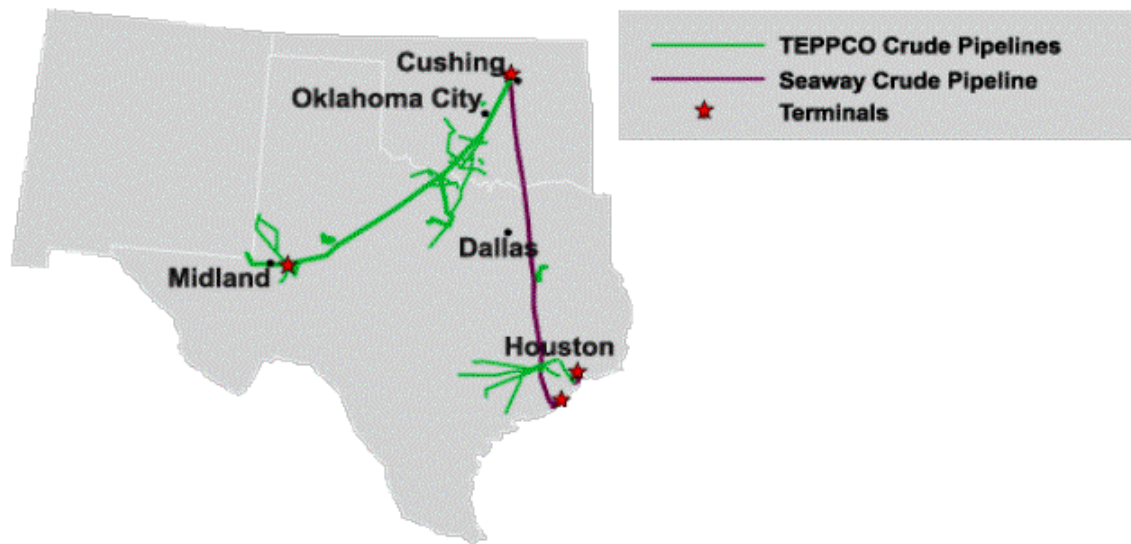 Cushing
Oklahoma City
Dallas
Midland
Houston
TEPPCO Crude Pipelines
Seaway Crude Pipeline
Terminals